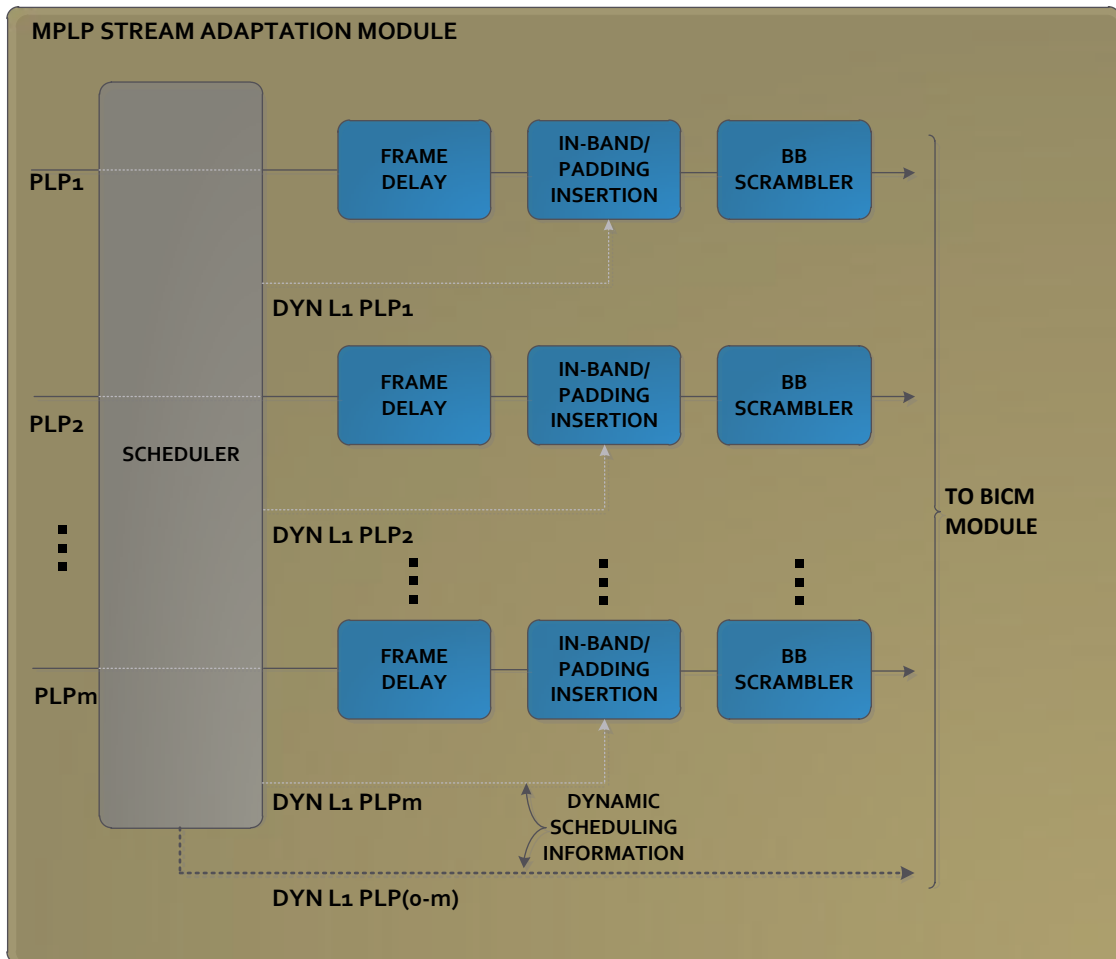 MPLP STREAM ADAPTATION MODULE
FRAME
DELAY
IN-BAND/
PADDING
INSERTION
BB
SCRAMBLER
PLP1
DYN L1 PLP1
FRAME
DELAY
IN-BAND/
PADDING
INSERTION
BB
SCRAMBLER
PLP2
SCHEDULER
TO BICM
MODULE
DYN L1 PLP2
FRAME
DELAY
IN-BAND/
PADDING
INSERTION
BB
SCRAMBLER
PLPm
DYN L1 PLPm
DYNAMIC
SCHEDULING
INFORMATION
DYN L1 PLP(0-m)